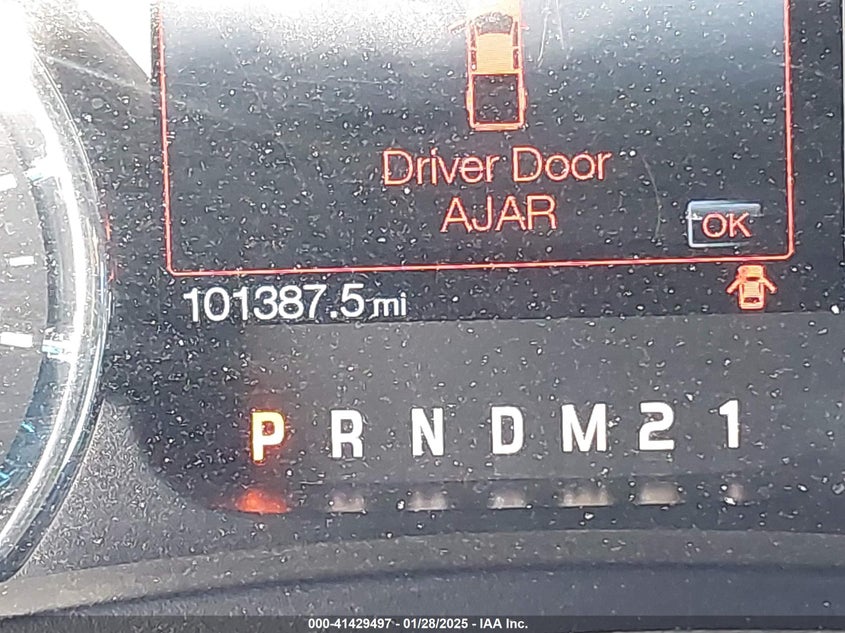 Driver Door
AJAR
OK
101387.5 mi
P R N D M 2 1
000-41429497 - 01/28/2025 - IAA Inc.